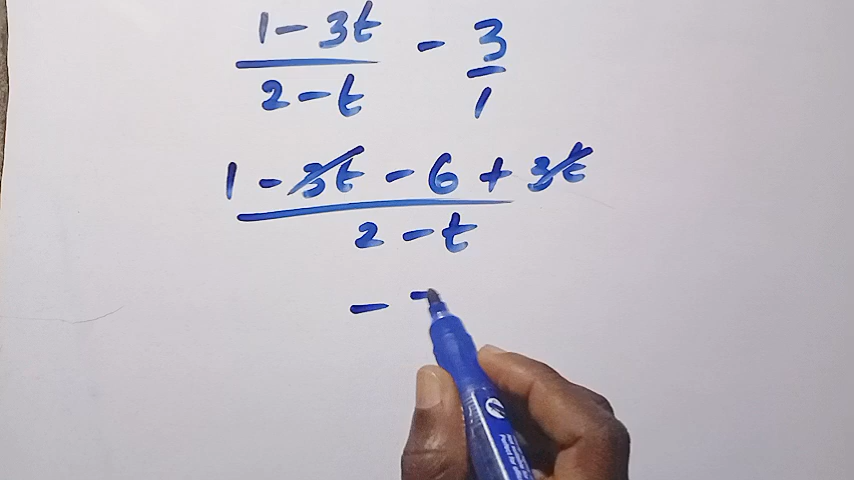 1 - 3t / 2 - t - 3 / 1
1 - 3t - 6 + 3t / 2 - t
-